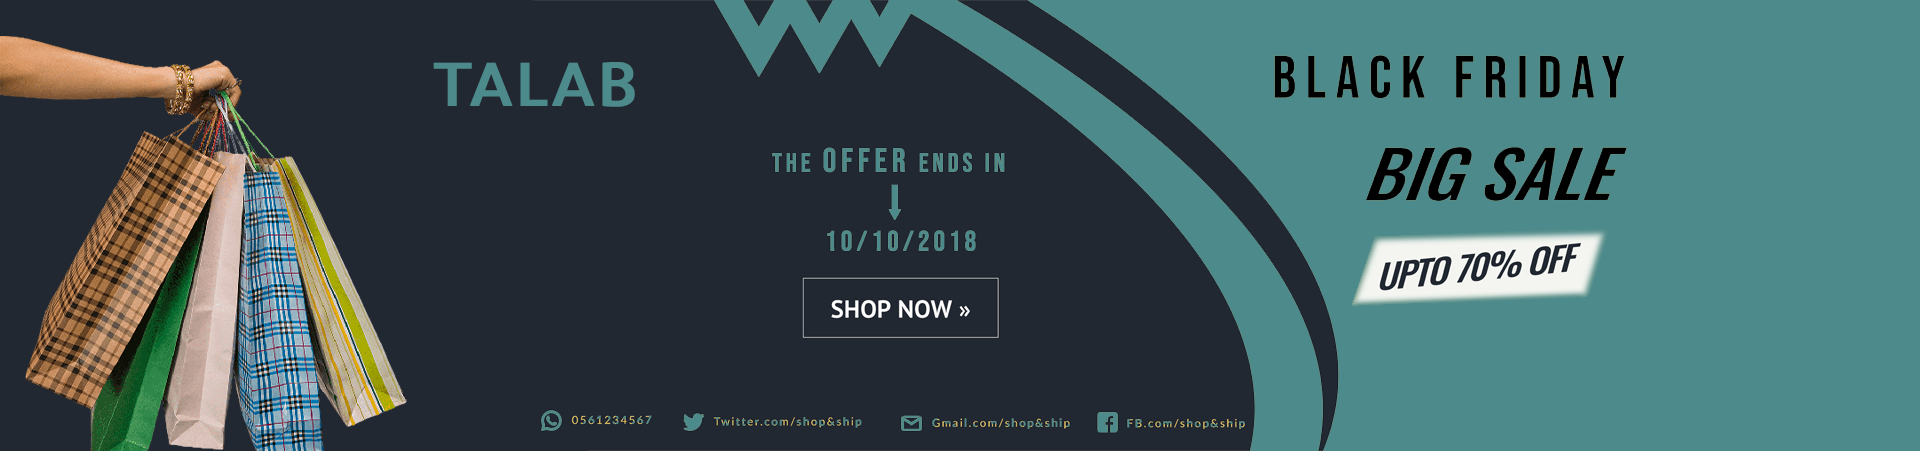 TALAB
THE OFFER ENDS IN
10/10/2018
SHOP NOW »
0561234567
Twitter.com/shop&ship
Gmail.com/shop&ship
FB.com/shop&ship
BLACK FRIDAY
BIG SALE
UPTO 70% OFF